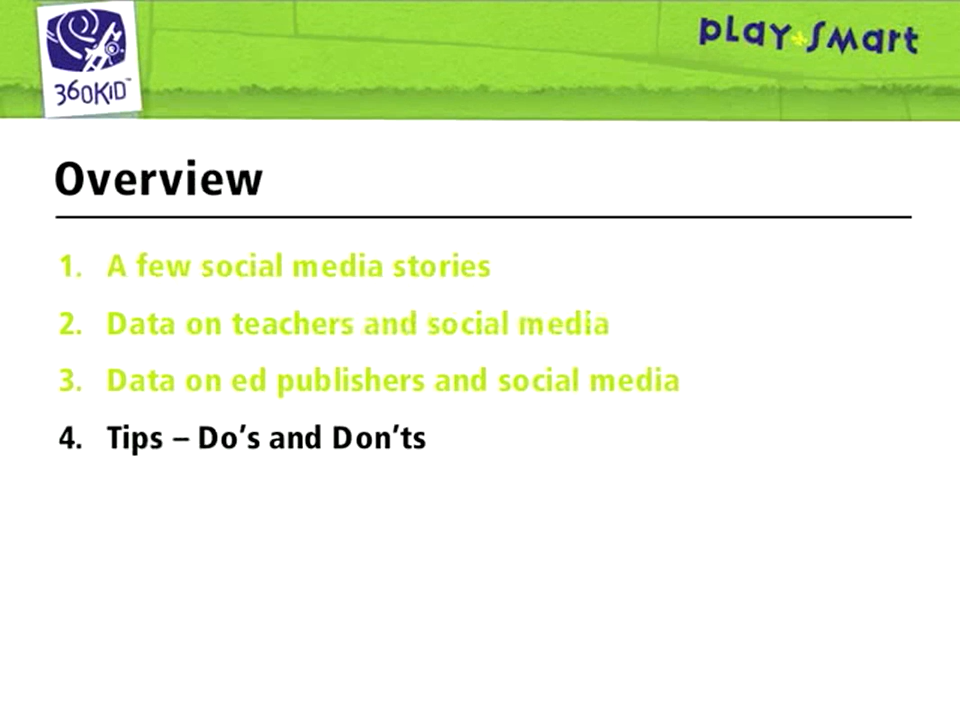 360KID™
play+smart
Overview
1. A few social media stories
2. Data on teachers and social media
3. Data on ed publishers and social media
4. Tips – Do’s and Don’ts